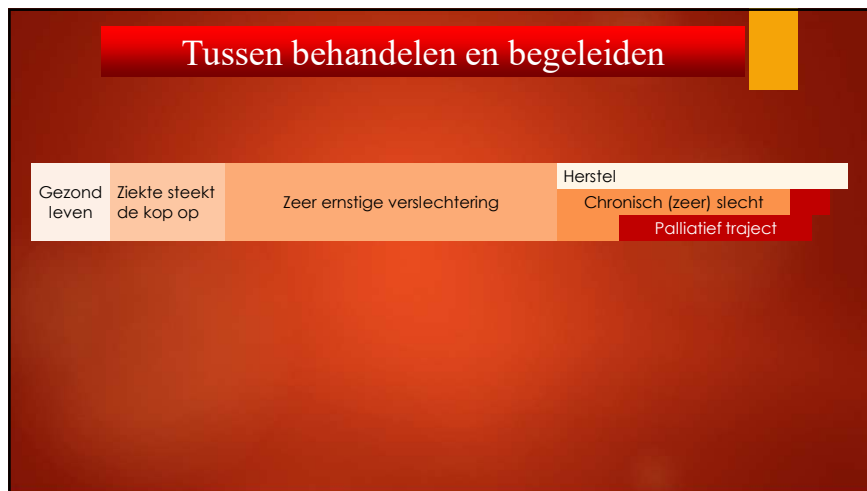 Tussen behandelen en begeleiden
Gezond
leven
Ziekte steekt
de kop op
Zeer ernstige verslechtering
Herstel
Chronisch (zeer) slecht
Palliatief traject